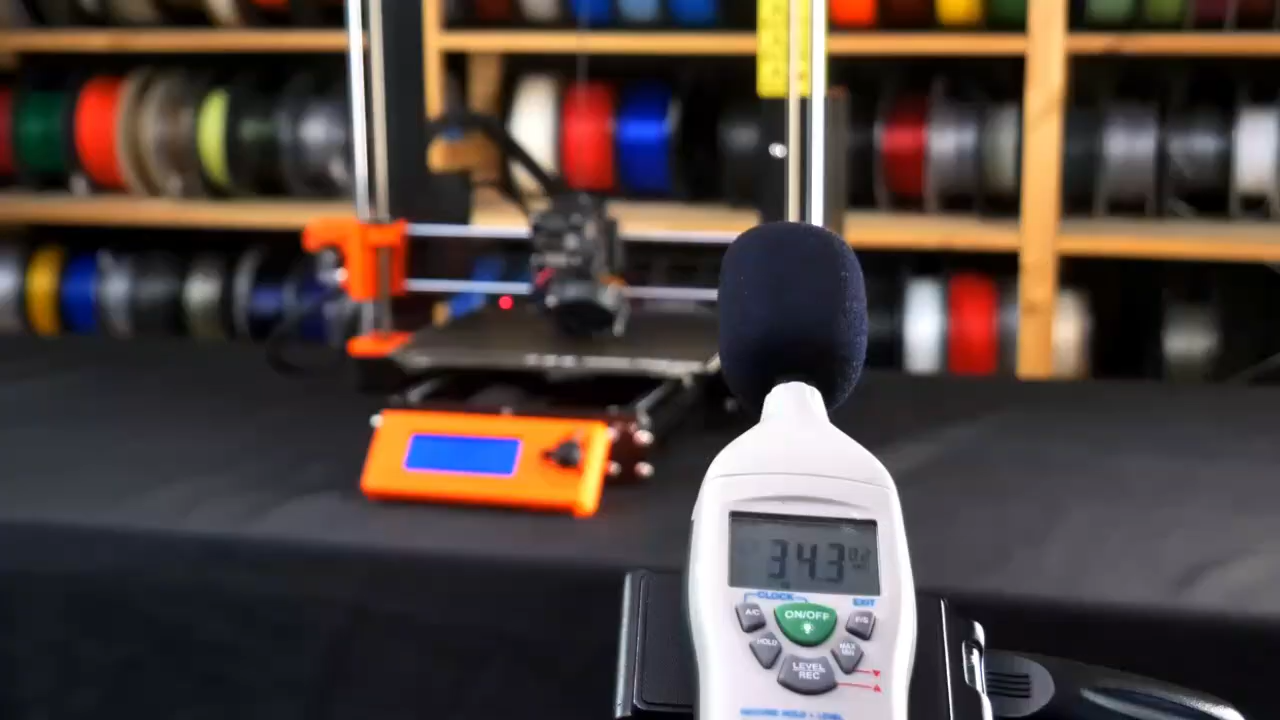 34.3
CLOCK
EXIT
A/C
ON/OFF
F/S
HOLD
MAX
MIN
LEVEL
REC